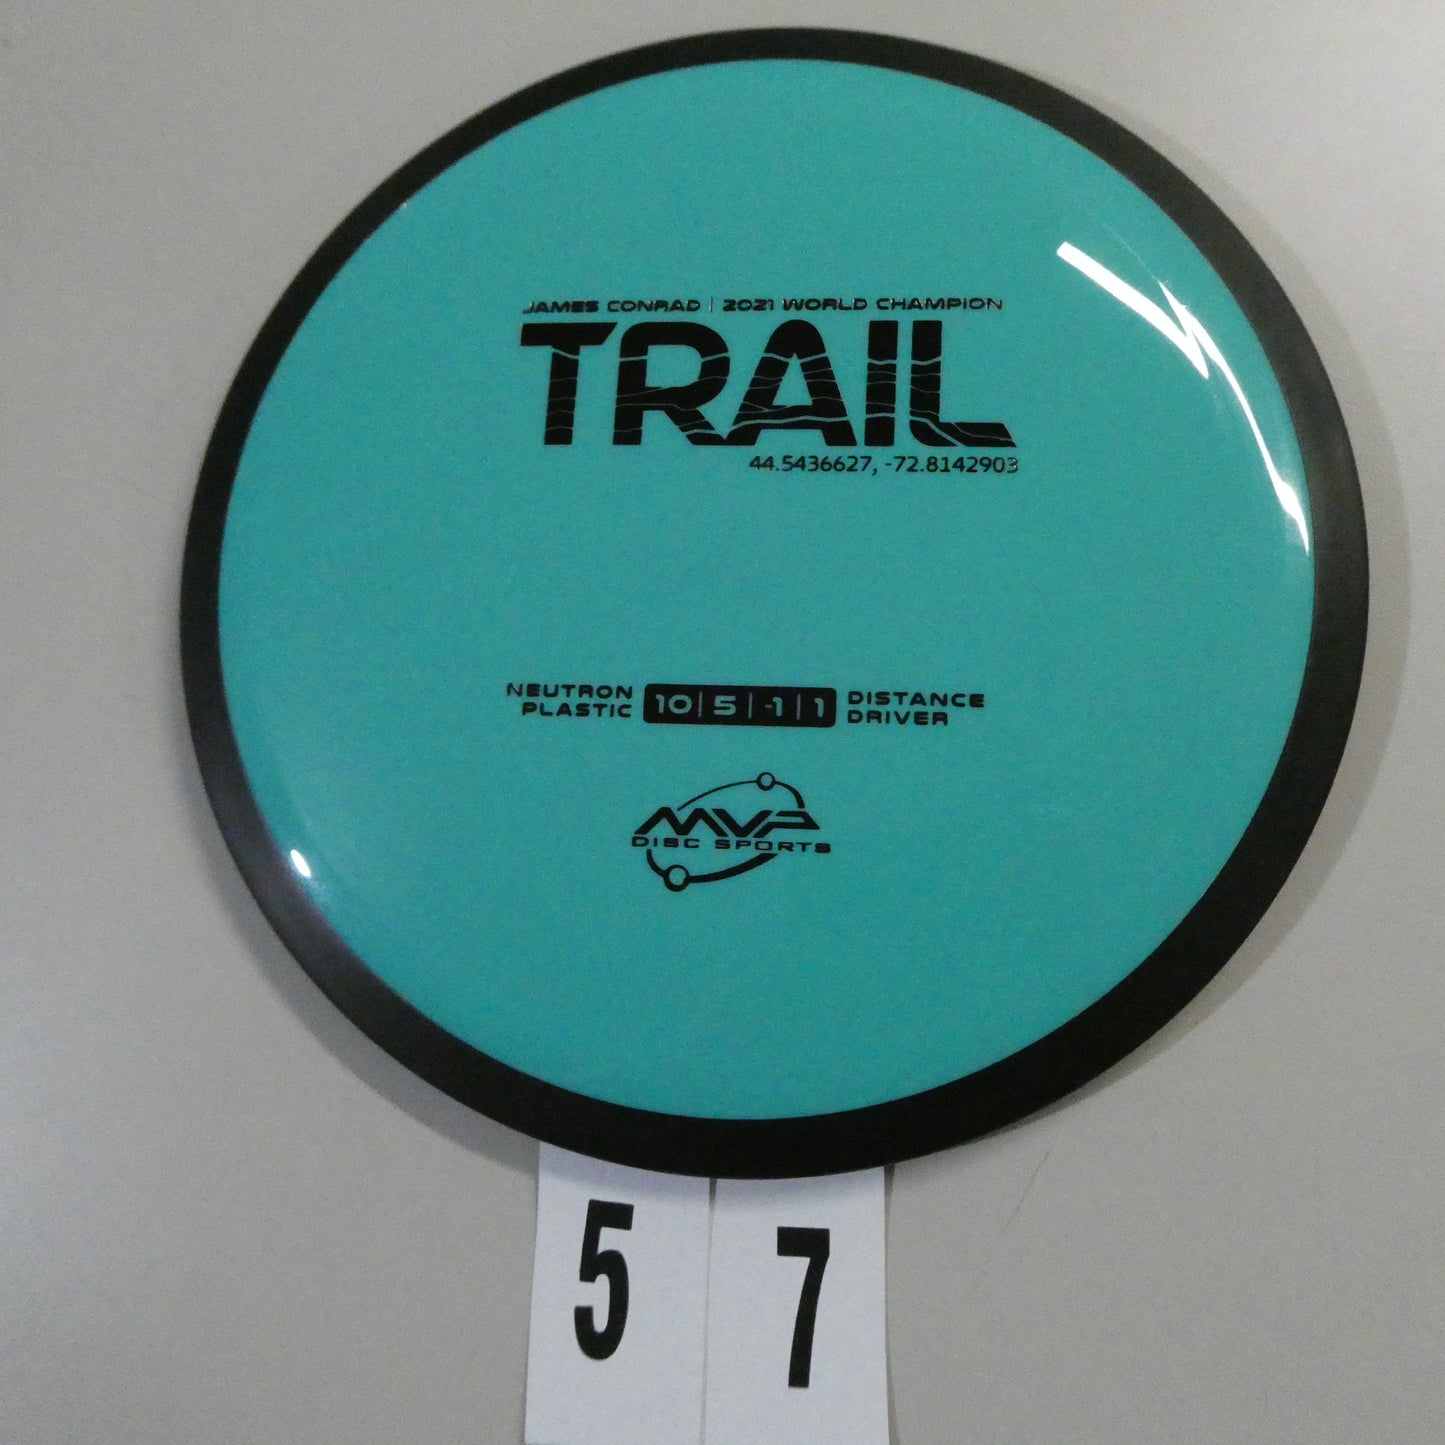 JAMES CONRAD | 2021 WORLD CHAMPION
TRAIL
44.5436627, -72.8142903
NEUTRON PLASTIC 10 | 5 | -1 | 1 DISTANCE DRIVER
MVP
DISC SPORTS
5 7